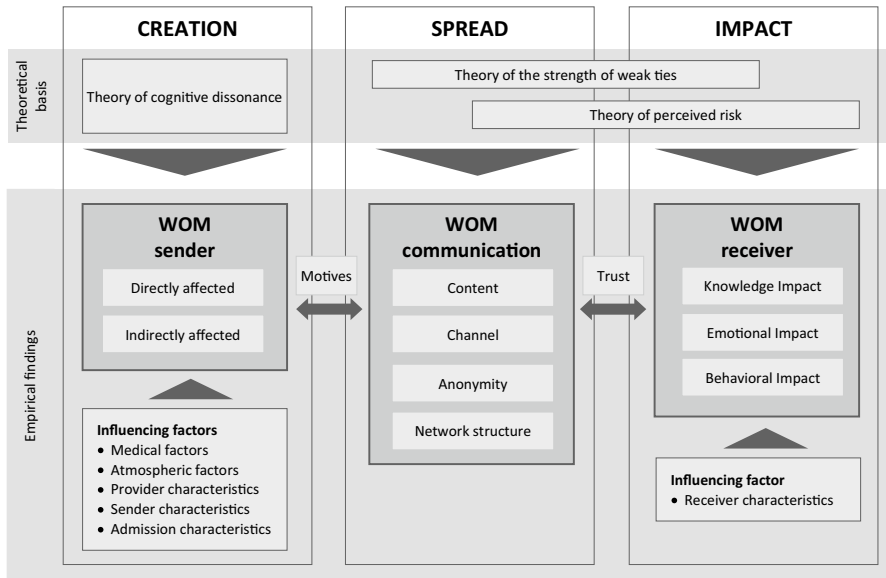 CREATION
SPREAD
IMPACT
Theoretical
basis
Theory of cognitive dissonance
Theory of the strength of weak ties
Theory of perceived risk
Empirical findings
WOM
sender
Directly affected
Indirectly affected
Motives
WOM
communication
Content
Channel
Anonymity
Network structure
Trust
WOM
receiver
Knowledge Impact
Emotional Impact
Behavioral Impact
Influencing factors
• Medical factors
• Atmospheric factors
• Provider characteristics
• Sender characteristics
• Admission characteristics
Influencing factor
• Receiver characteristics